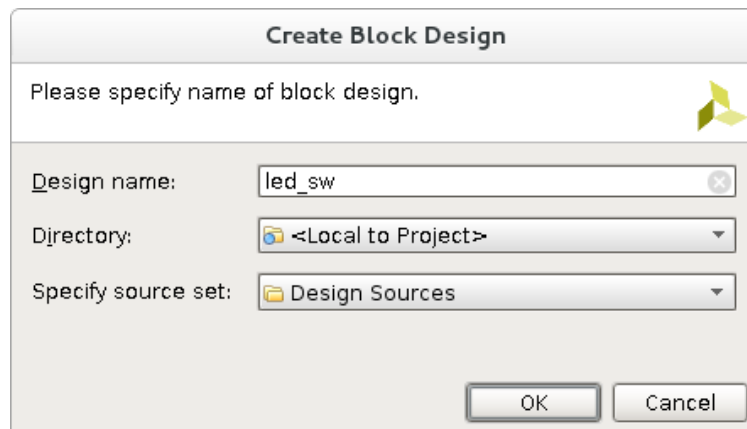 Create Block Design
Please specify name of block design.
Design name: led_sw
Directory: <Local to Project>
Specify source set: Design Sources
OK Cancel